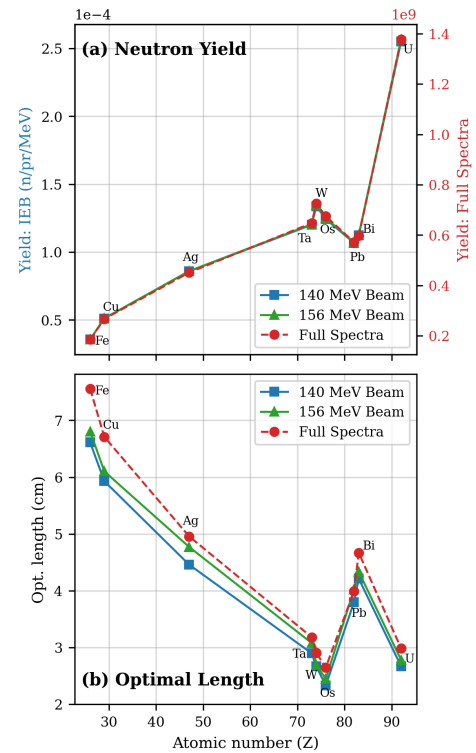 1e−4
1e9
(a) Neutron Yield
Yield: IEB (n/pr/MeV)
Yield: Full Spectra
2.5
2.0
1.5
1.0
0.5
1.4
1.2
1.0
0.8
0.6
0.4
0.2
Fe
Cu
Ag
Ta
W
Os
Pb
Bi
U
140 MeV Beam
156 MeV Beam
Full Spectra
140 MeV Beam
156 MeV Beam
Full Spectra
Opt. length (cm)
7
6
5
4
3
2
Fe
Cu
Ag
Ta
W
Os
Pb
Bi
U
(b) Optimal Length
30 40 50 60 70 80 90
Atomic number (Z)